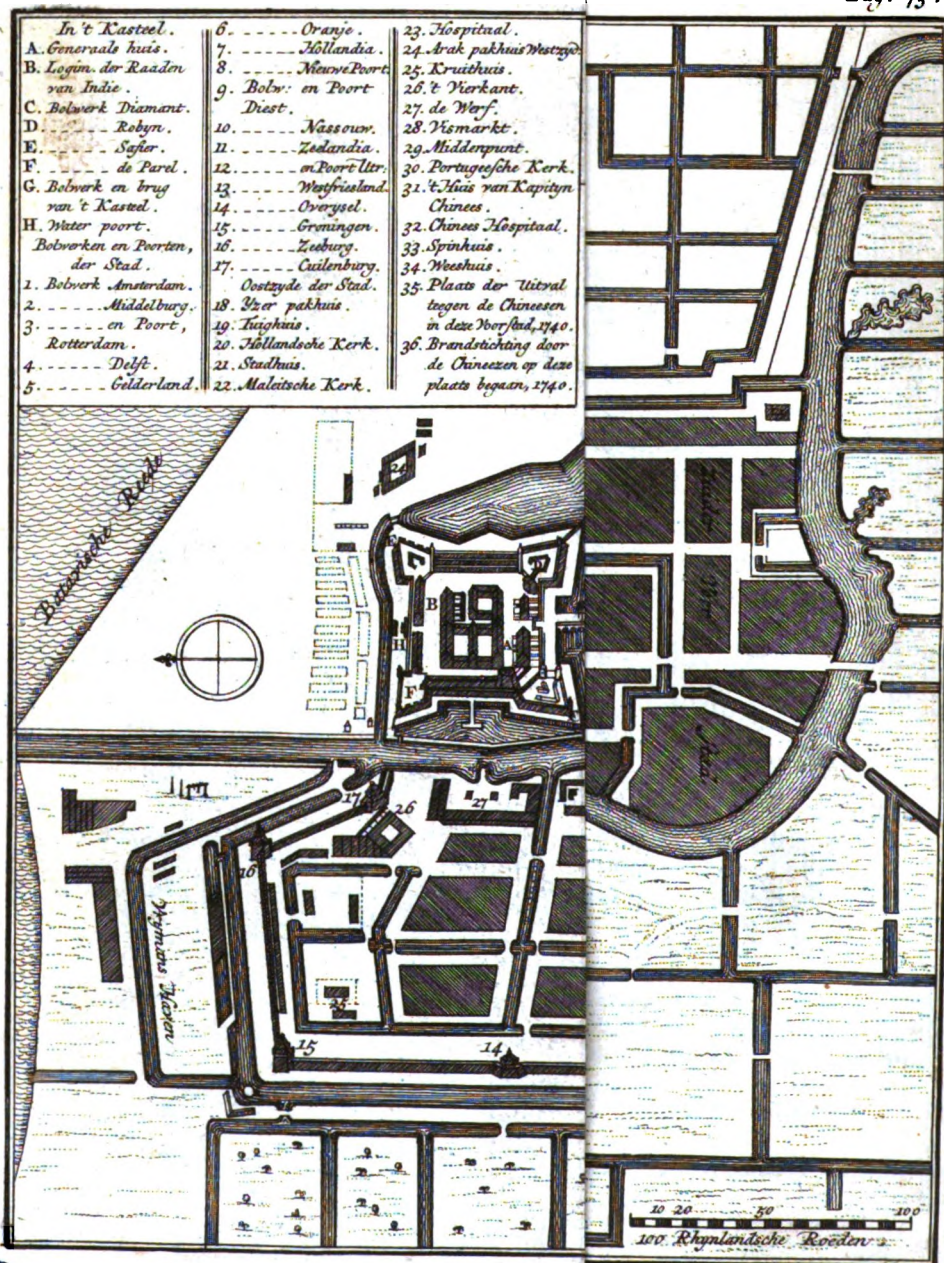 In 't Kasteel.
A. Generaals huis.
B. Logim. der Raaden
van Indie.
C. Bolwerk Diamant.
D ------- Robyn.
E ------- Safier.
F ------- de Parel.
G. Bolwerk en brug
van 't Kasteel.
H. Water poort.
Bolwerken en Poorten,
der Stad.
1. Bolwerk Amsterdam.
2. ------- Middelburg.
3 ------- en Poort,
Rotterdam.
4 ------- Delft.
5 ------- Gelderland.
6. ------ Oranje.
7 ------ Hollandia.
8. ------ Nieuwe Poort.
9. Bolw: en Poort
Diest.
10. ----- Nassouw.
11. ----- Zeelandia.
12 ----- en Poort Utr:
13. ----- Westfriesland.
14 ----- Overysel.
15. ----- Groningen.
16. ----- Zeeburg.
17. ----- Cuilenburg.
Oostzyde der Stad.
18. Yzer pakhuis.
19. Tuighuis.
20. Hollandsche Kerk.
21. Stadhuis.
22. Maleitsche Kerk.
23. Hospitaal.
24. Arak pakhuis Westzyd:
25. Kruithuis.
26. 't Vierkant.
27. de Werf.
28. Vismarkt.
29. Middenpunt.
30. Portugeesche Kerk.
31. 't Huis van Kapityn
Chinees.
32. Chinees Hospitaal.
33. Spinhuis.
34. Weeshuis.
35. Plaats der Uitval
teegen de Chineesen
in deze Voorstad, 1740.
36. Brandstichting door
de Chineezen op deze
plaats begaan, 1740.
Batavische Reede
24
B
H
A
F
Zuider
Voor
Stad
17
26
27
16
Haven
25
15
14
10 20 50 100
100 Rhynlandsche Roeden